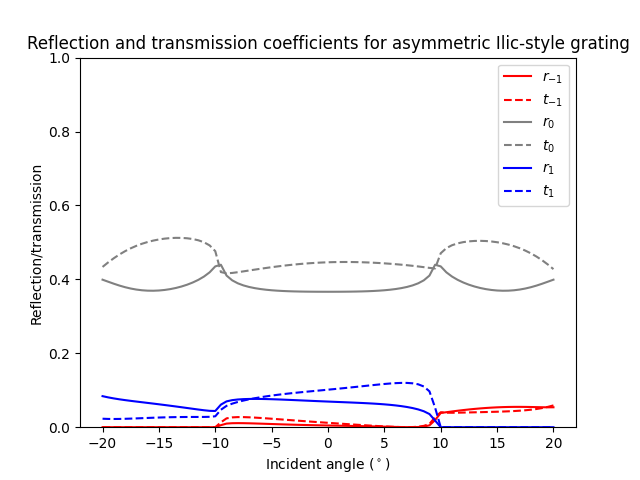 Reflection and transmission coefficients for asymmetric Ilic-style grating
1.0
0.8
0.6
0.4
0.2
0.0
Reflection/transmission
r₋₁
t₋₁
r₀
t₀
r₁
t₁
−20 −15 −10 −5 0 5 10 15 20
Incident angle (°)